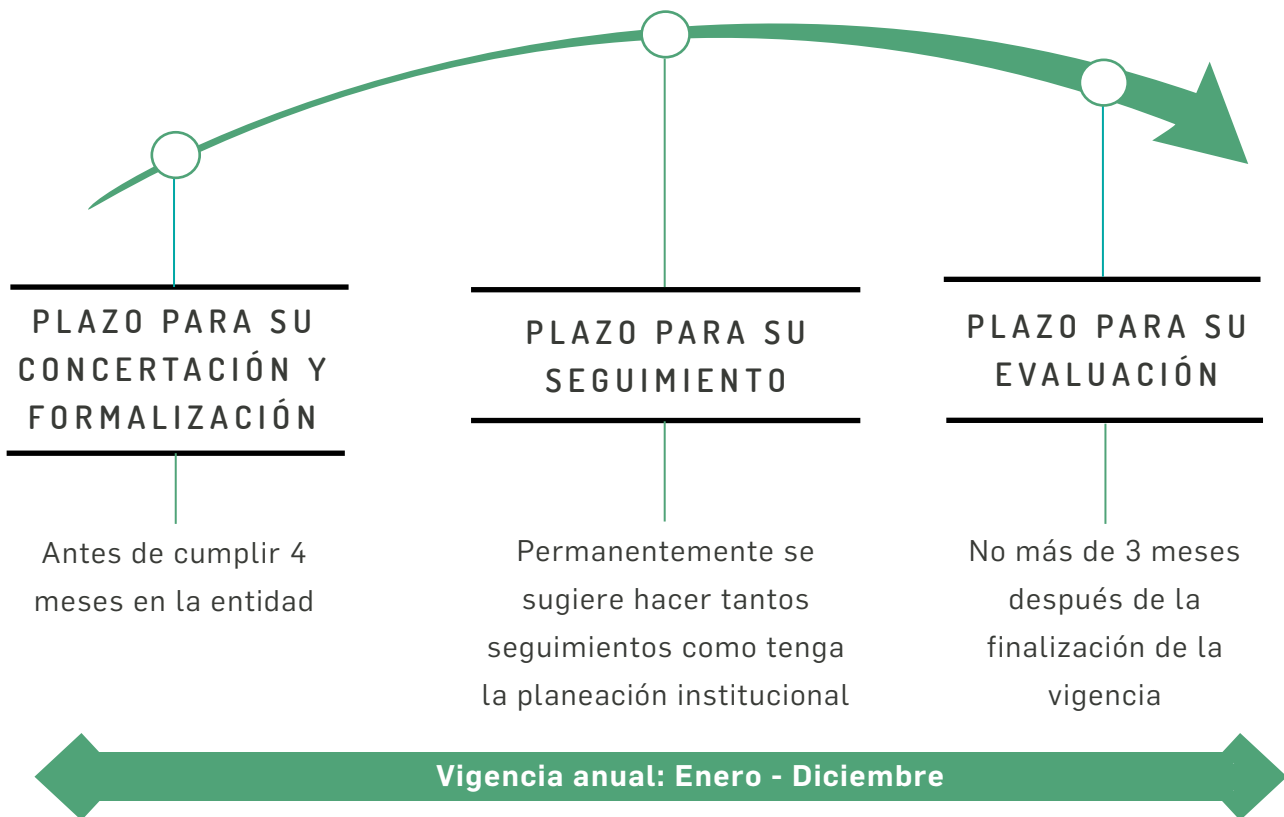 PLAZO PARA SU
CONCERTACIÓN Y
FORMALIZACIÓN
Antes de cumplir 4
meses en la entidad
PLAZO PARA SU
SEGUIMIENTO
Permanentemente se
sugiere hacer tantos
seguimientos como tenga
la planeación institucional
PLAZO PARA SU
EVALUACIÓN
No más de 3 meses
después de la
finalización de la
vigencia
Vigencia anual: Enero - Diciembre